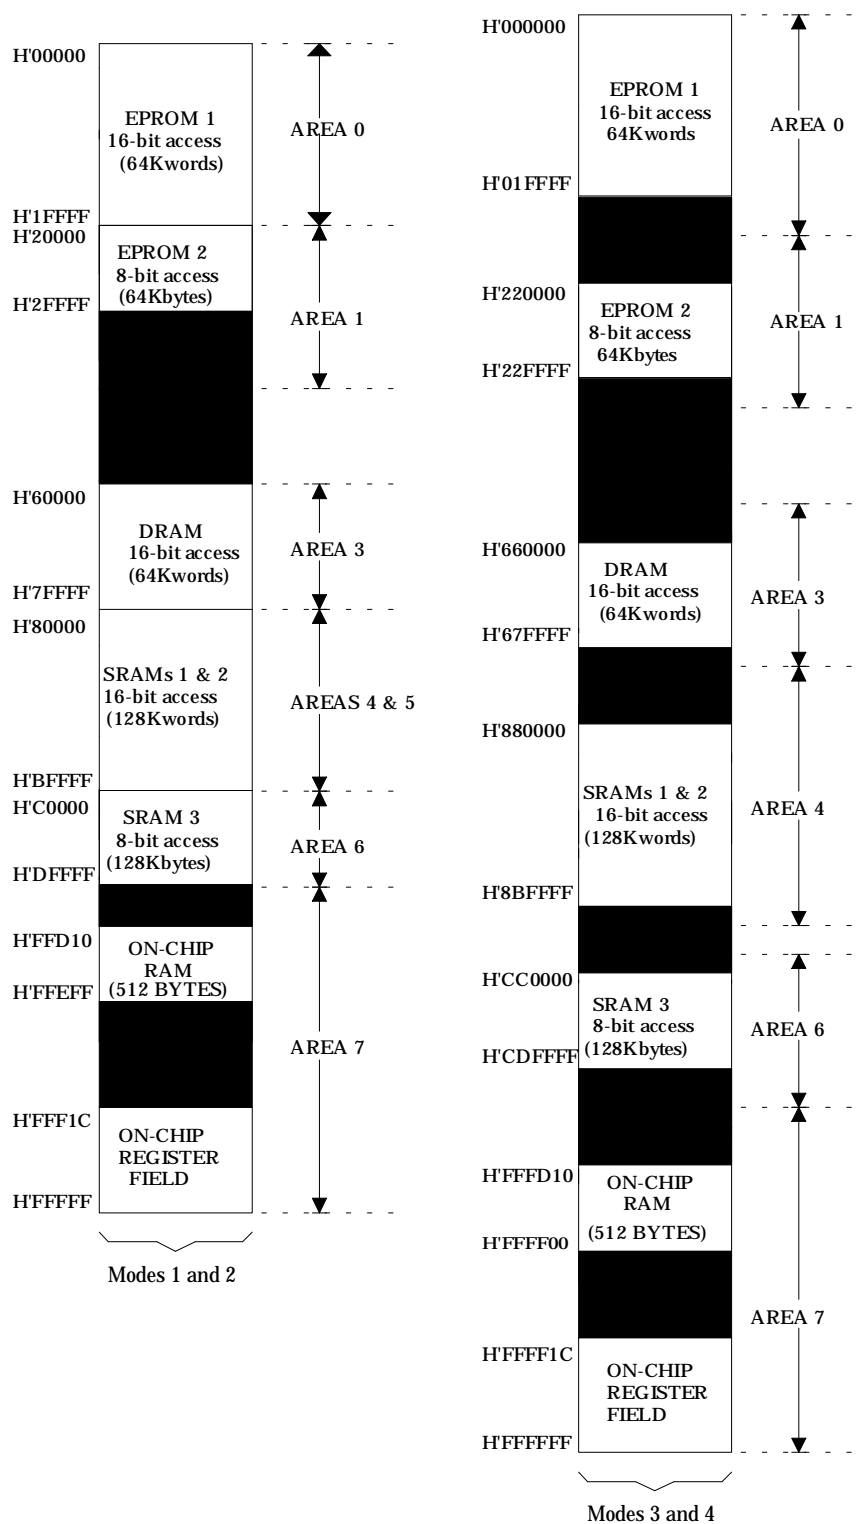 H'00000
EPROM 1
16-bit access
(64Kwords)
AREA 0
H'1FFFF
H'20000
EPROM 2
8-bit access
(64Kbytes)
H'2FFFF
AREA 1
H'60000
DRAM
16-bit access
(64Kwords)
AREA 3
H'7FFFF
H'80000
SRAMs 1 & 2
16-bit access
(128Kwords)
AREAS 4 & 5
H'BFFFF
H'C0000
SRAM 3
8-bit access
(128Kbytes)
AREA 6
H'DFFFF
H'FFD10
ON-CHIP
RAM
(512 BYTES)
H'FFEFF
AREA 7
H'FFF1C
ON-CHIP
REGISTER
FIELD
H'FFFFF
Modes 1 and 2
H'000000
EPROM 1
16-bit access
64Kwords
AREA 0
H'01FFFF
H'220000
EPROM 2
8-bit access
64Kbytes
AREA 1
H'22FFFF
H'660000
DRAM
16-bit access
(64Kwords)
AREA 3
H'67FFFF
H'880000
SRAMs 1 & 2
16-bit access
(128Kwords)
AREA 4
H'8BFFFF
H'CC0000
SRAM 3
8-bit access
(128Kbytes)
AREA 6
H'CDFFFF
H'FFFD10
ON-CHIP
RAM
(512 BYTES)
H'FFFF00
AREA 7
H'FFFF1C
ON-CHIP
REGISTER
FIELD
H'FFFFFF
Modes 3 and 4